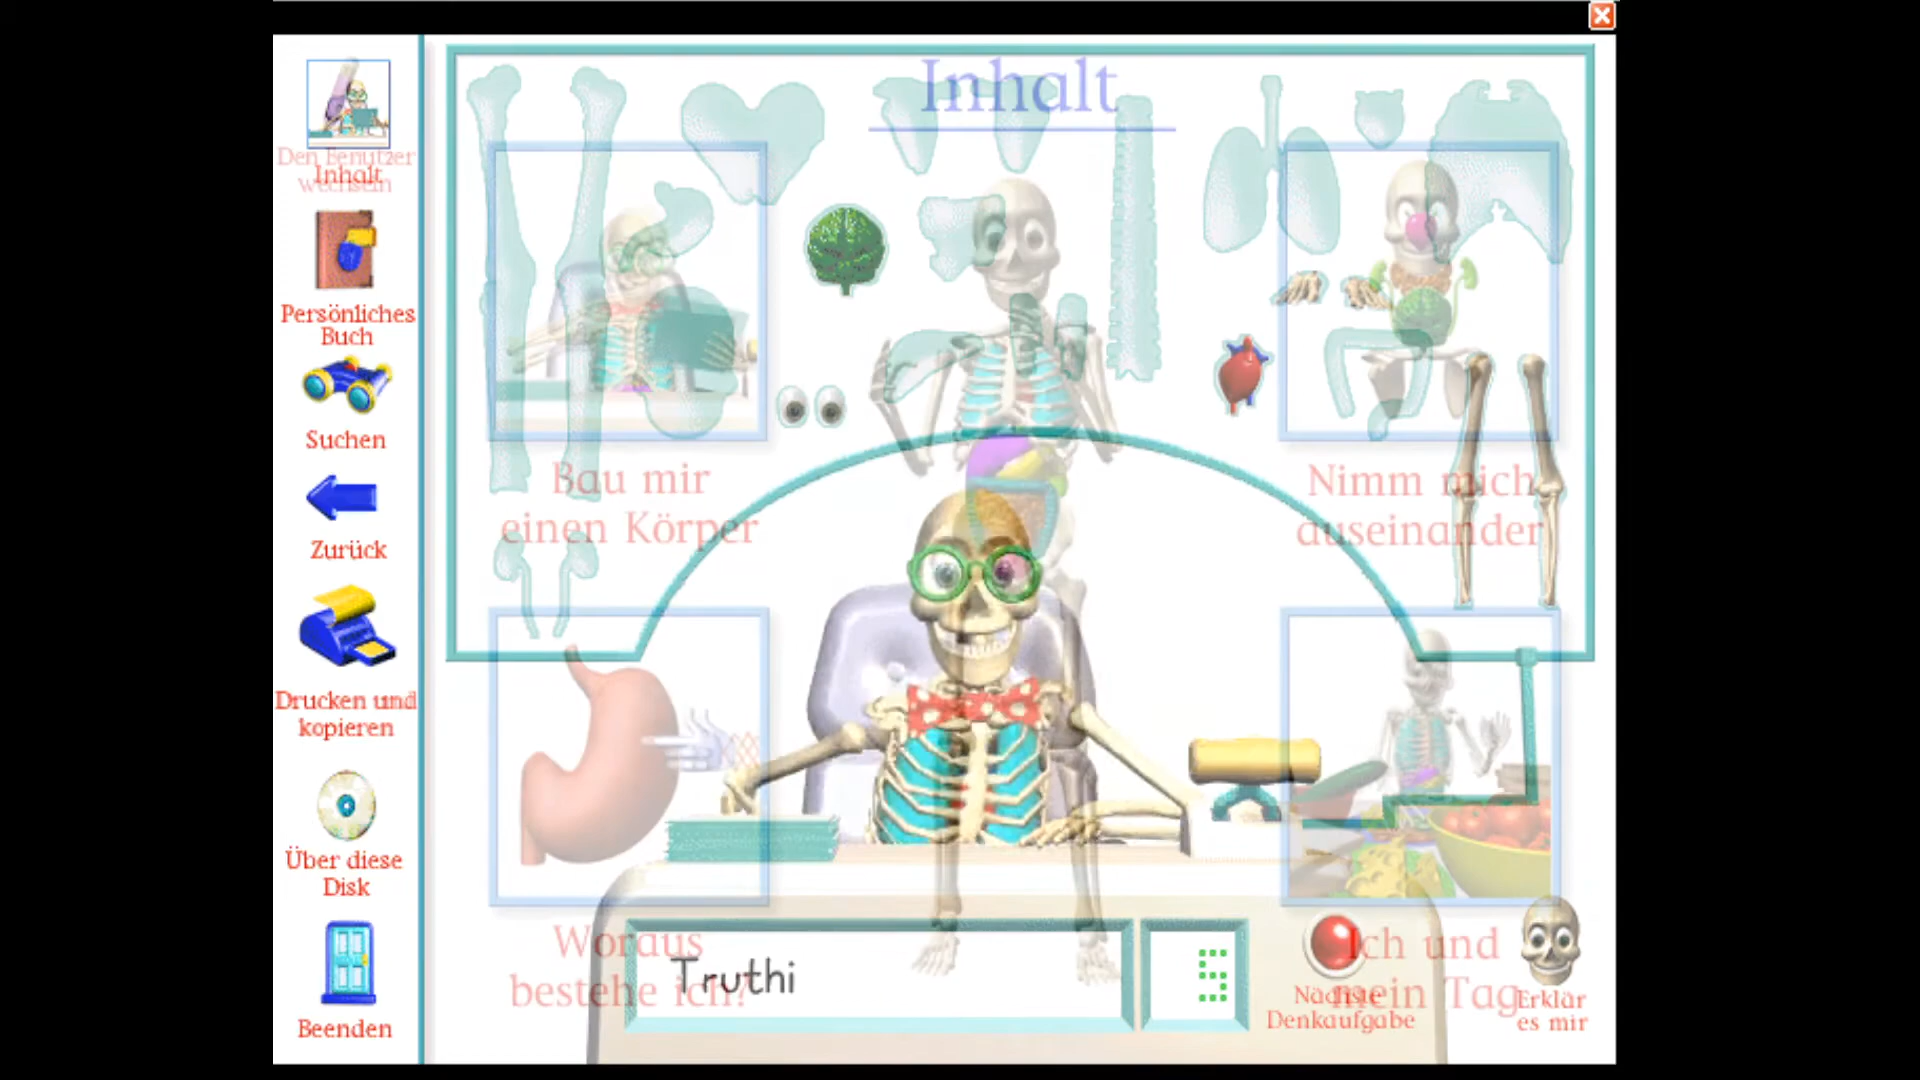 Inhalt
Den Benutzer
wechseln
Inhalt
Persönliches
Buch
Suchen
Zurück
Drucken und
kopieren
Über diese
Disk
Beenden
Bau mir
einen Körper
Nimm mich
auseinander
Woraus
bestehe ich?
Ich und
mein Tag
Truthi
5
Nächste
Denkaufgabe
Erklär
es mir